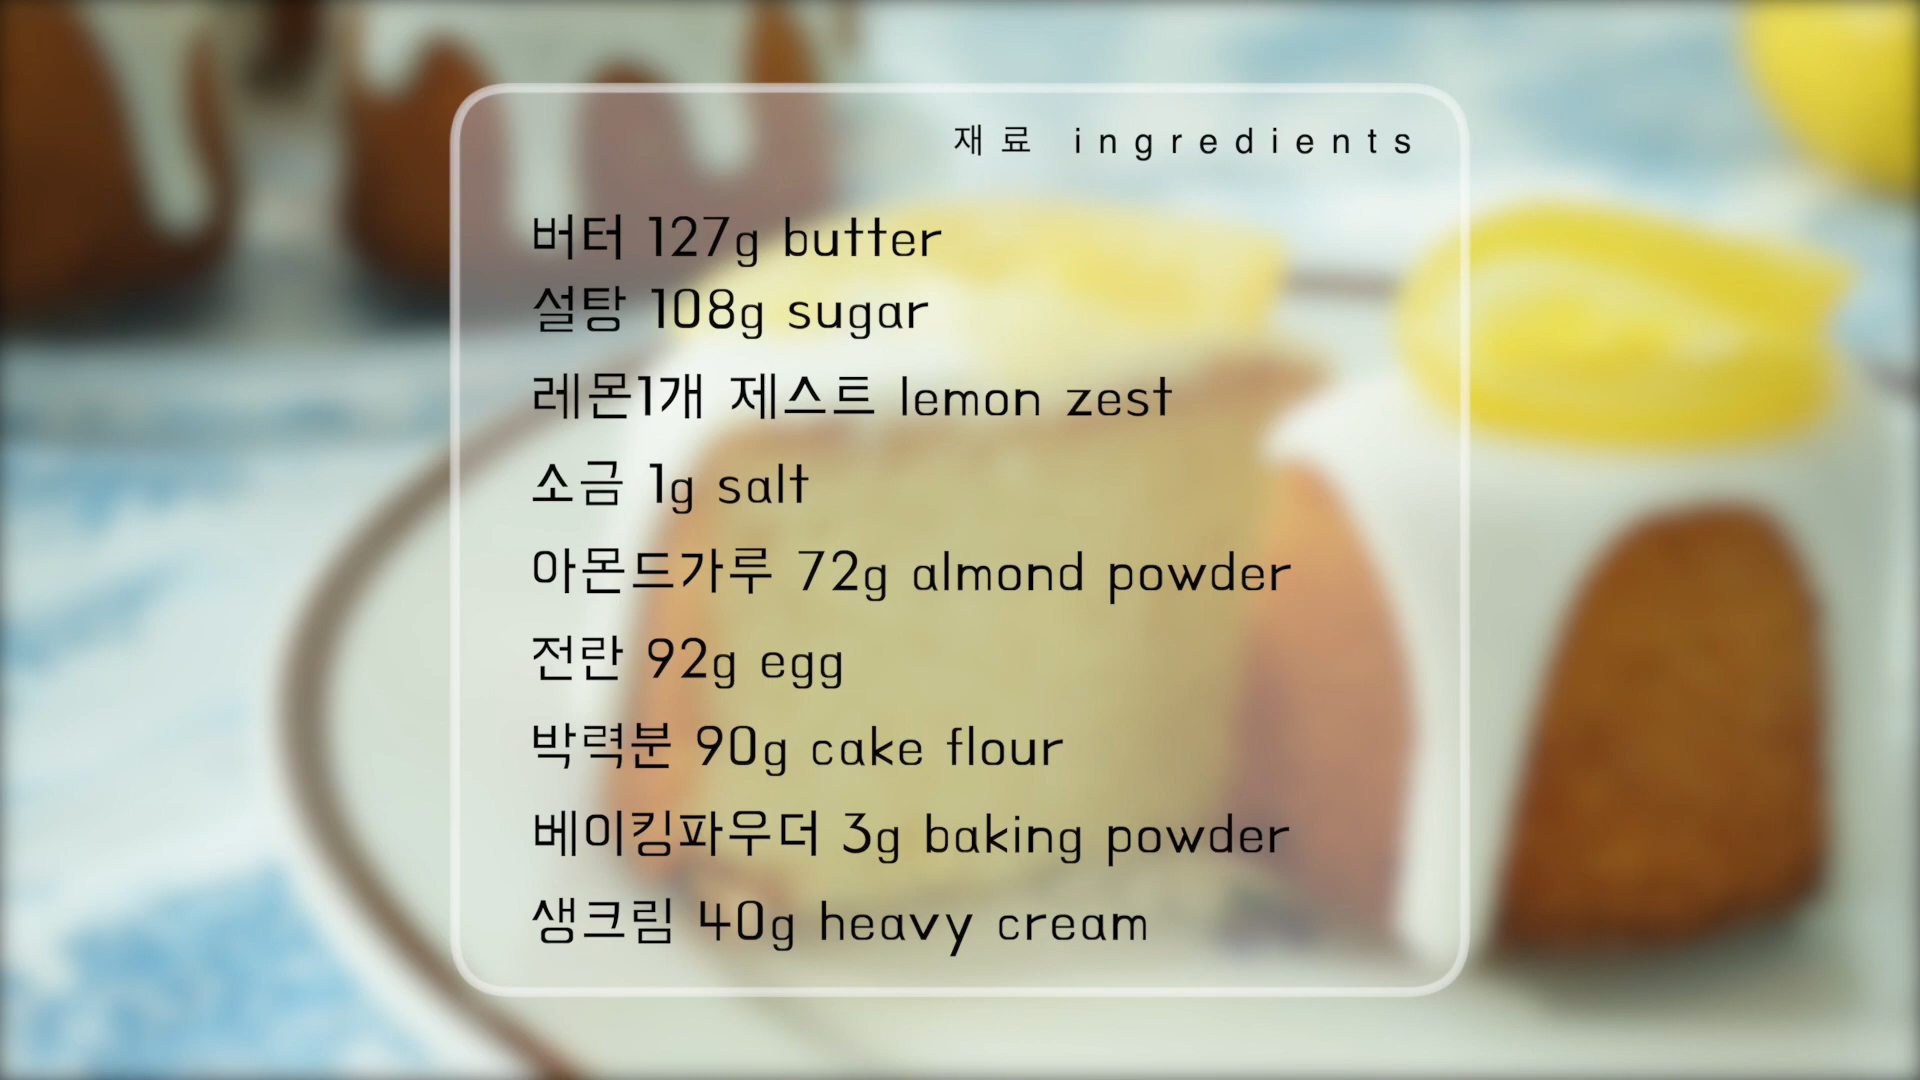 재료 ingredients
버터 127g butter
설탕 108g sugar
레몬1개 제스트 lemon zest
소금 1g salt
아몬드가루 72g almond powder
전란 92g egg
박력분 90g cake flour
베이킹파우더 3g baking powder
생크림 40g heavy cream